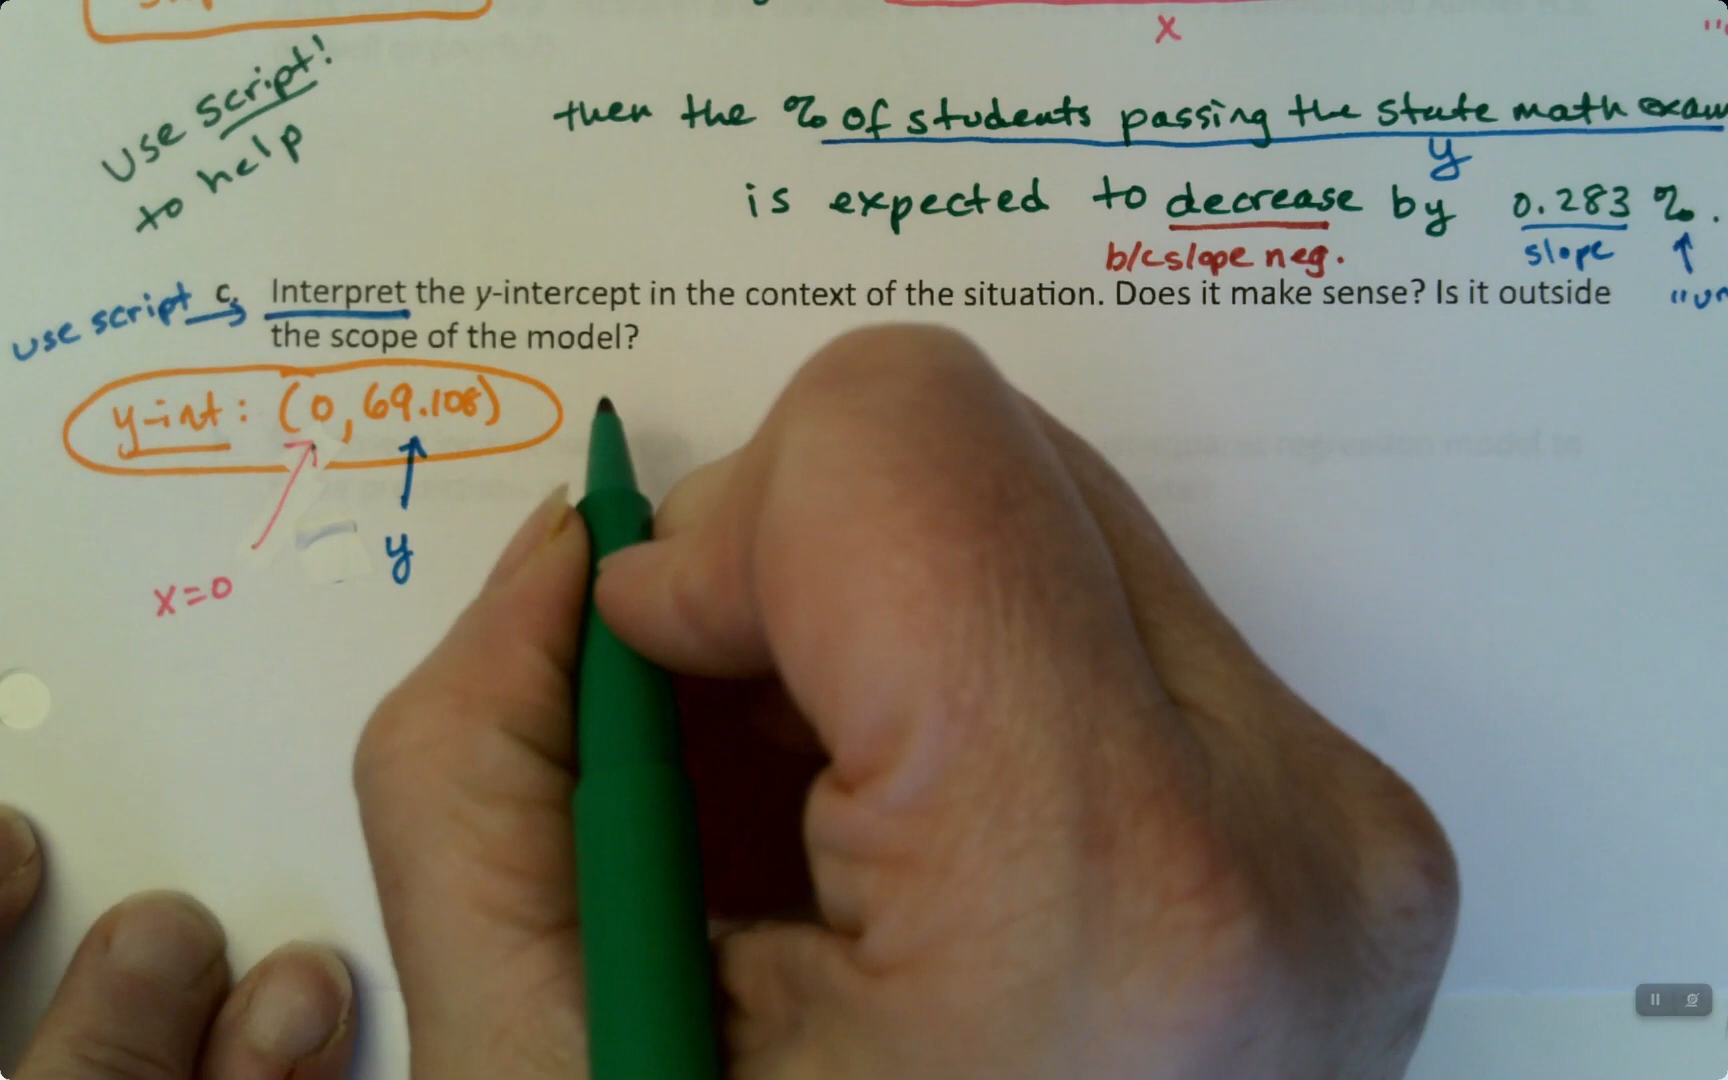 x
use script!
to help
then the % of students passing the state math exam
y
is expected to decrease by 0.283 %.
b/c slope neg.
slope
use script
c. Interpret the y-intercept in the context of the situation. Does it make sense? Is it outside
the scope of the model?
y-int: (0, 69.108)
y
x=0